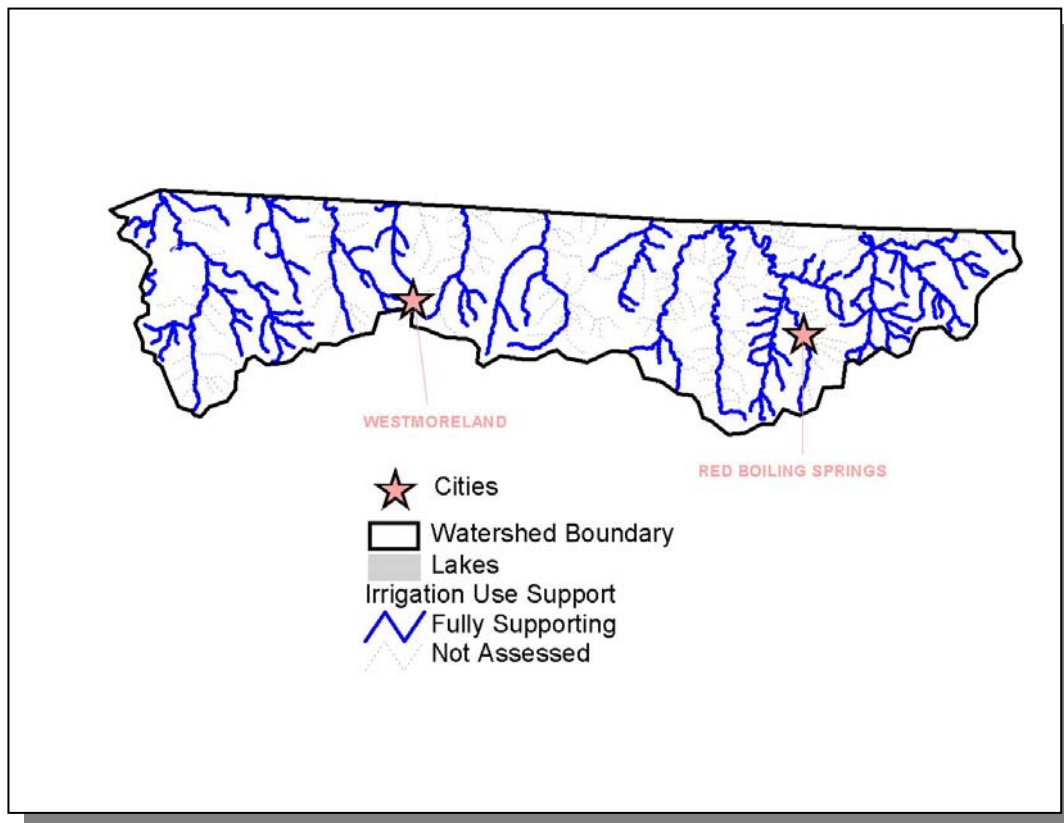 WESTMORELAND
RED BOILING SPRINGS
Cities
Watershed Boundary
Lakes
Irrigation Use Support
Fully Supporting
Not Assessed